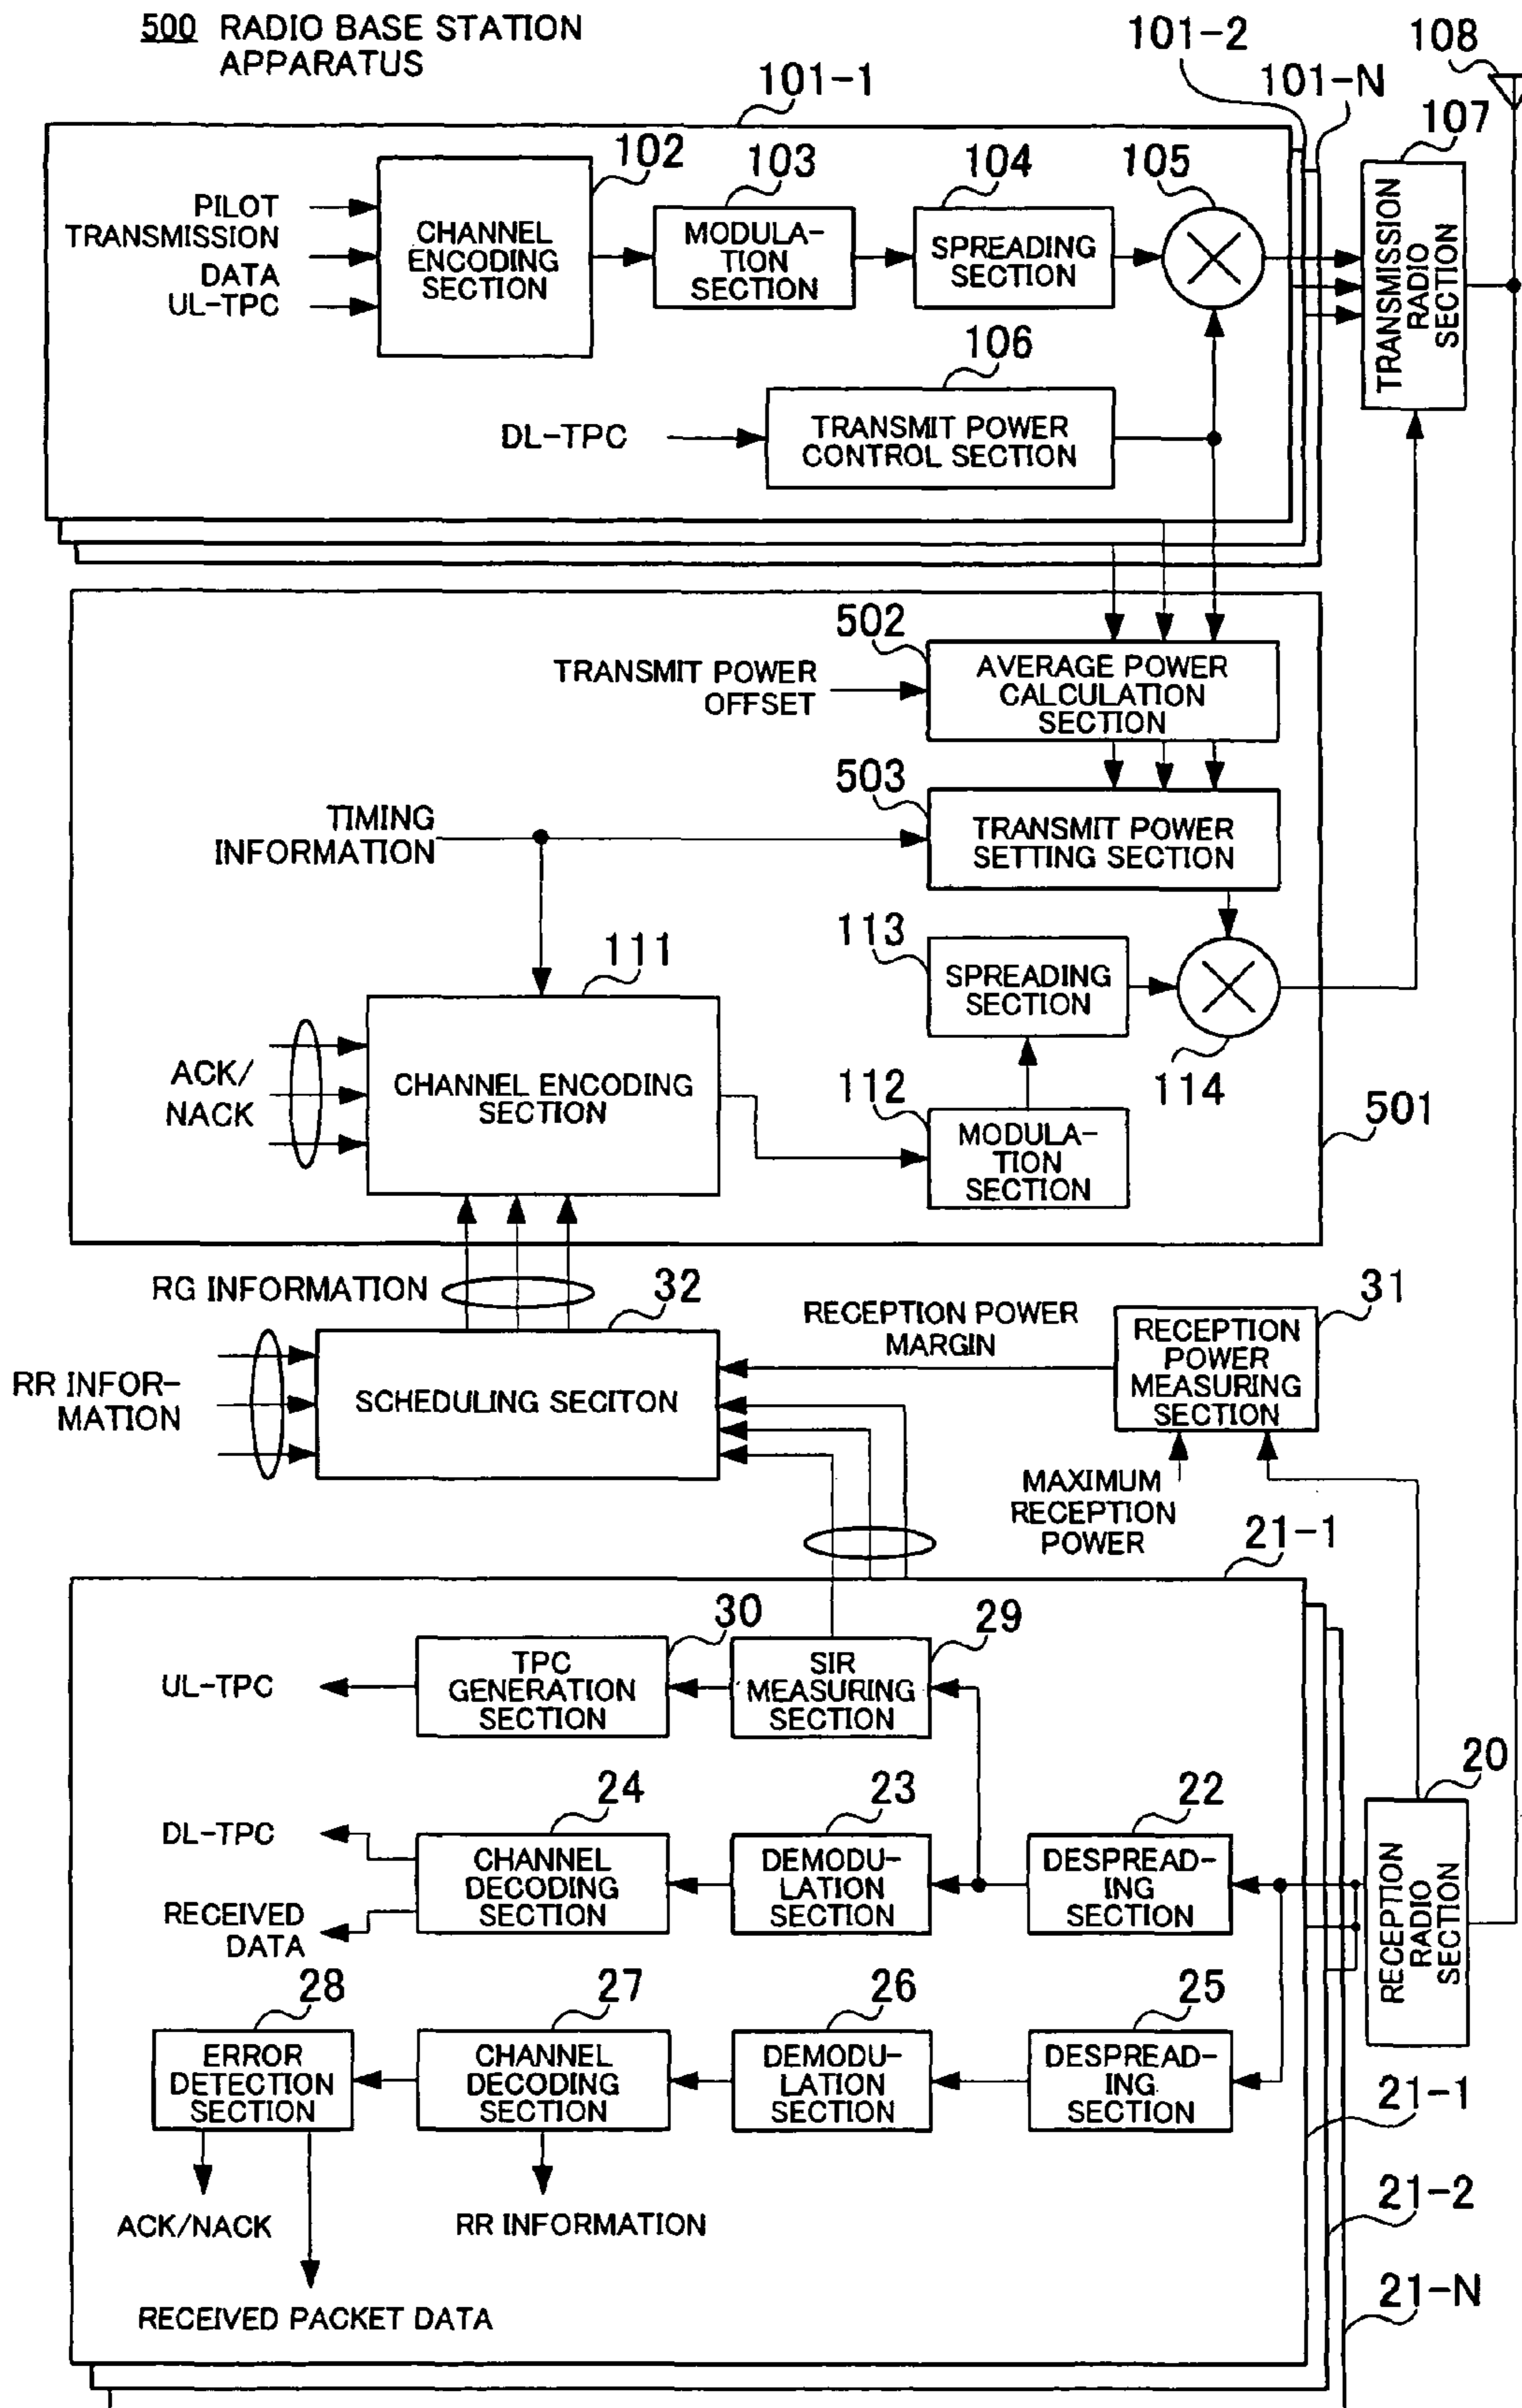 500 RADIO BASE STATION
APPARATUS
101-1
101-2
101-N
108
107
102
103
104
105
PILOT
TRANSMISSION
DATA
UL-TPC
CHANNEL
ENCODING
SECTION
MODULA-
TION
SECTION
SPREADING
SECTION
TRANSMISSION
RADIO
SECTION
106
DL-TPC
TRANSMIT POWER
CONTROL SECTION
502
TRANSMIT POWER
OFFSET
AVERAGE POWER
CALCULATION
SECTION
503
TIMING
INFORMATION
TRANSMIT POWER
SETTING SECTION
111
113
SPREADING
SECTION
114
ACK/
NACK
CHANNEL ENCODING
SECTION
112
MODULA-
TION
SECTION
501
RG INFORMATION
32
RECEPTION POWER
MARGIN
31
RECEPTION
POWER
MEASURING
SECTION
RR INFOR-
MATION
SCHEDULING SECITON
MAXIMUM
RECEPTION
POWER
21-1
30
29
UL-TPC
TPC
GENERATION
SECTION
SIR
MEASURING
SECTION
20
24
23
22
DL-TPC
RECEIVED
DATA
CHANNEL
DECODING
SECTION
DEMODU-
LATION
SECTION
DESPREAD-
ING
SECTION
RECEPTION
RADIO
SECTION
28
27
26
25
ERROR
DETECTION
SECTION
CHANNEL
DECODING
SECTION
DEMODU-
LATION
SECTION
DESPREAD-
ING
SECTION
21-1
ACK/NACK
RR INFORMATION
21-2
RECEIVED PACKET DATA
21-N